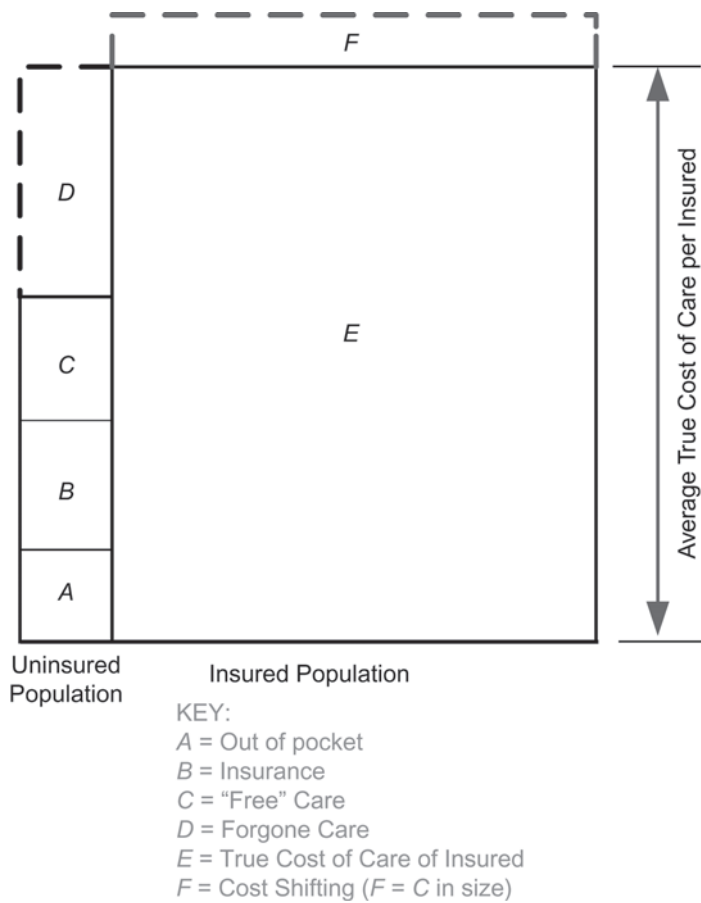 F
D
E
C
B
A
Average True Cost of Care per Insured
Uninsured
Population
Insured Population
KEY:
A = Out of pocket
B = Insurance
C = “Free” Care
D = Forgone Care
E = True Cost of Care of Insured
F = Cost Shifting (F = C in size)